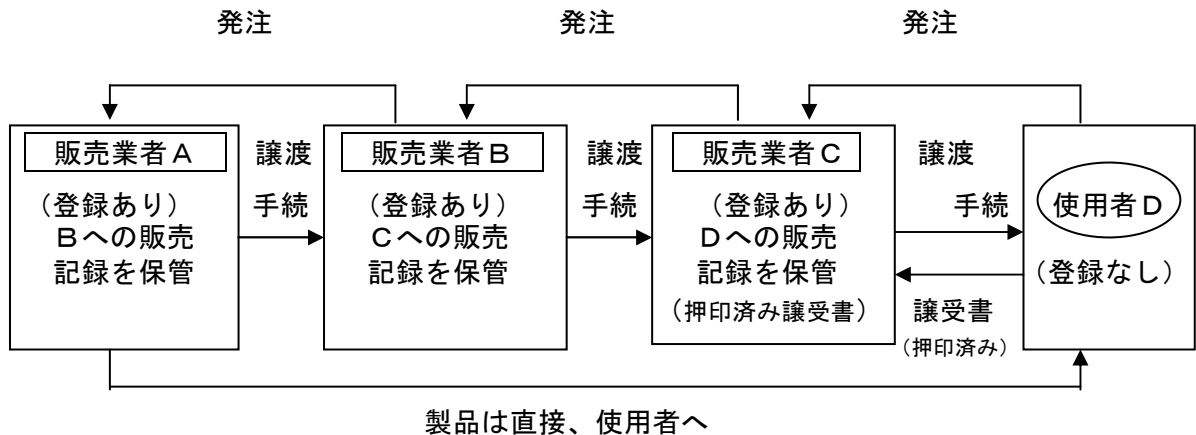 発注 発注 発注
販売業者Ａ
（登録あり）
Ｂへの販売
記録を保管
譲渡
手続
販売業者Ｂ
（登録あり）
Ｃへの販売
記録を保管
譲渡
手続
販売業者Ｃ
（登録あり）
Ｄへの販売
記録を保管
（押印済み譲受書）
譲渡
手続
譲受書
（押印済み）
使用者Ｄ
（登録なし）
製品は直接、使用者へ